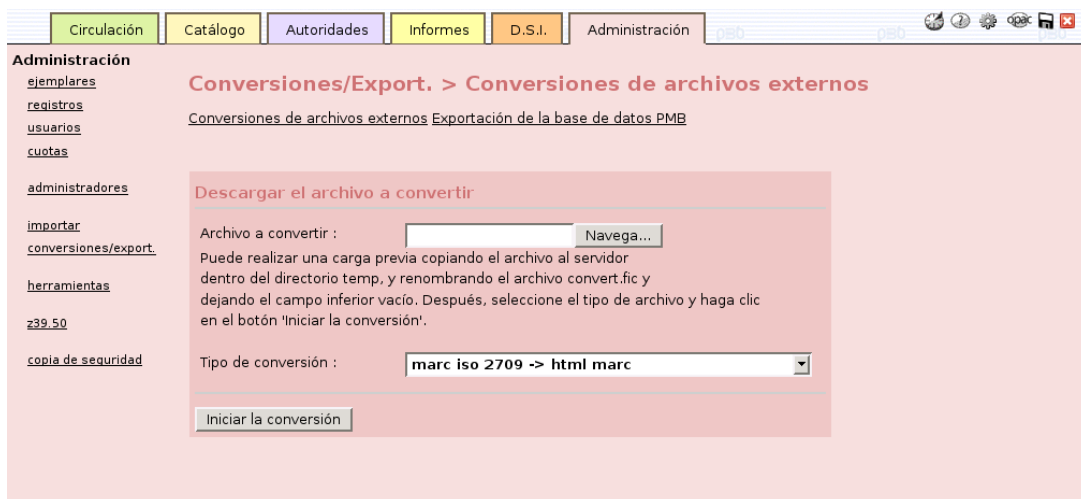 Circulación Catálogo Autoridades Informes D.S.I. Administración opac
Administración
ejemplares
registros
usuarios
cuotas
administradores
importar
conversiones/export.
herramientas
z39.50
copia de seguridad
Conversiones/Export. > Conversiones de archivos externos
Conversiones de archivos externos Exportación de la base de datos PMB
Descargar el archivo a convertir
Archivo a convertir : Navega...
Puede realizar una carga previa copiando el archivo al servidor
dentro del directorio temp, y renombrando el archivo convert.fic y
dejando el campo inferior vacío. Después, seleccione el tipo de archivo y haga clic
en el botón 'Iniciar la conversión'.
Tipo de conversión : marc iso 2709 -> html marc
Iniciar la conversión